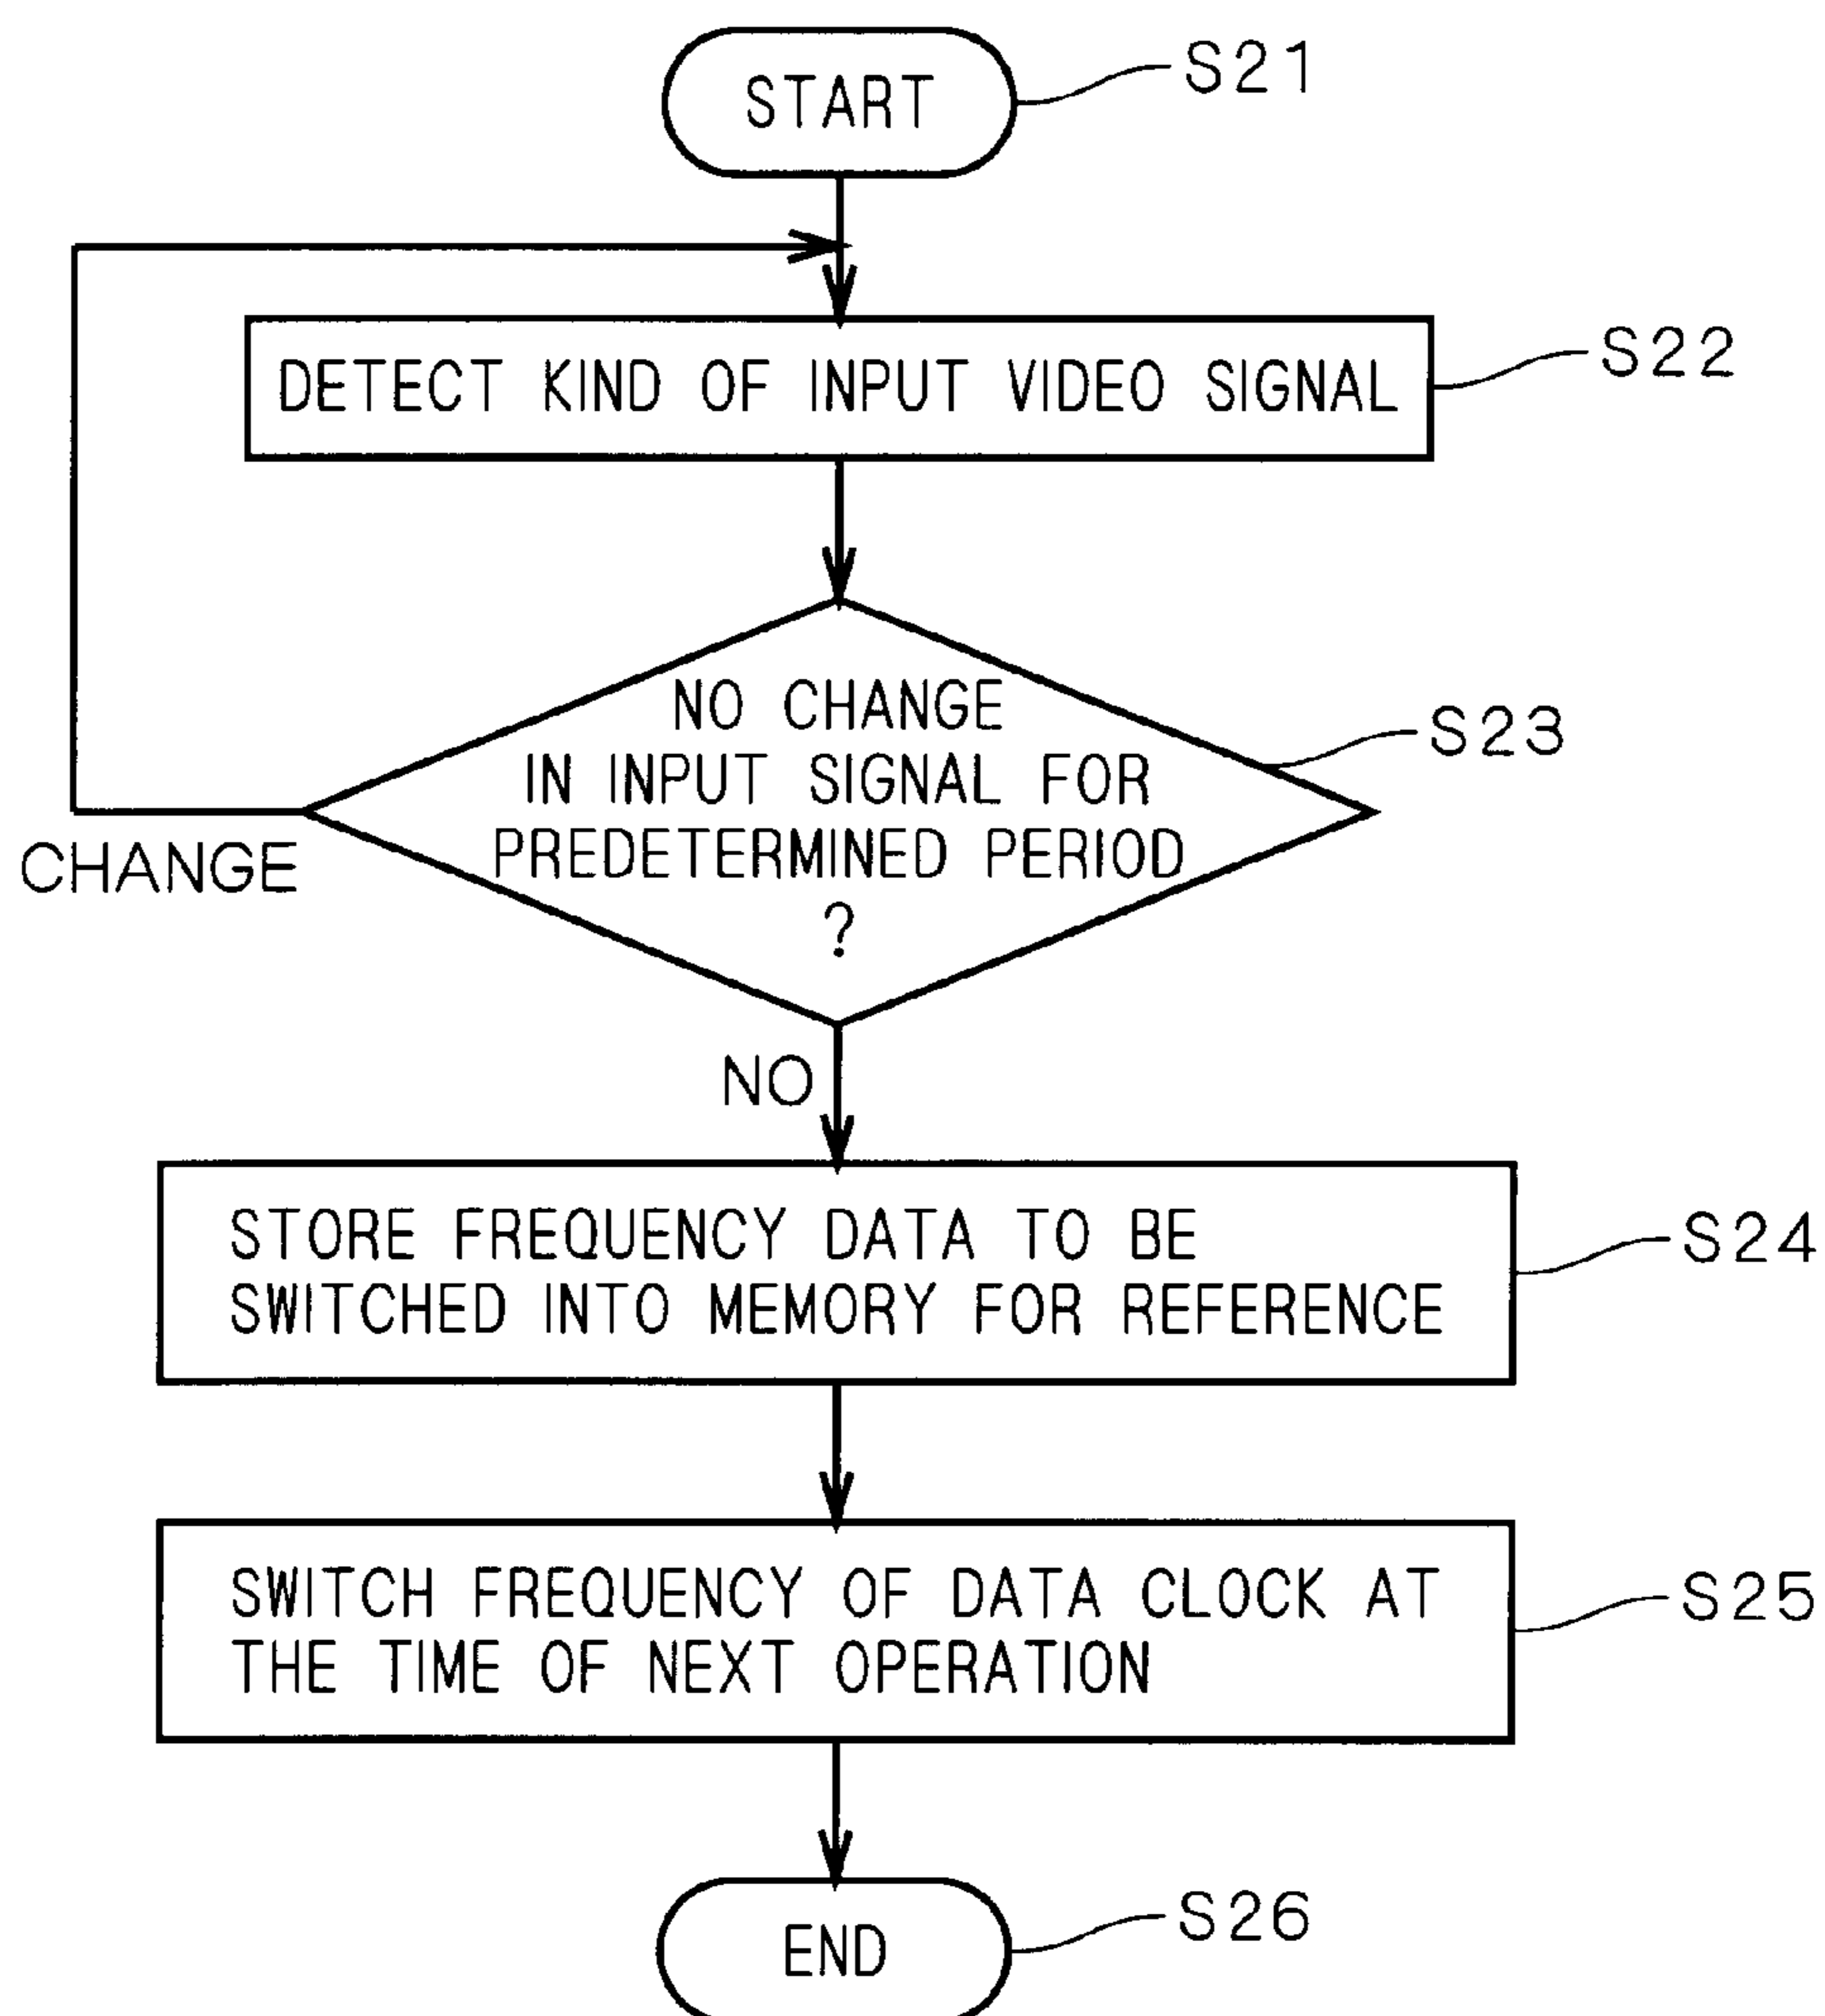 START
S21
DETECT KIND OF INPUT VIDEO SIGNAL
S22
NO CHANGE
IN INPUT SIGNAL FOR
PREDETERMINED PERIOD
?
S23
CHANGE
NO
STORE FREQUENCY DATA TO BE
SWITCHED INTO MEMORY FOR REFERENCE
S24
SWITCH FREQUENCY OF DATA CLOCK AT
THE TIME OF NEXT OPERATION
S25
END
S26